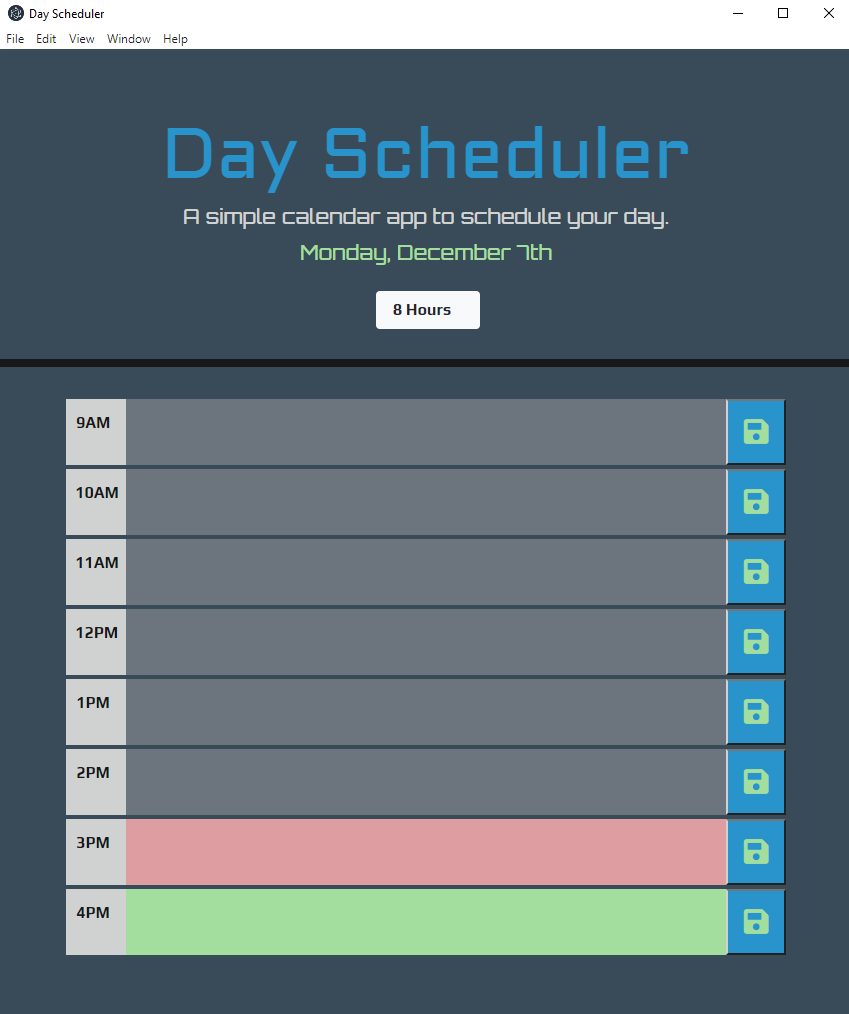 Day Scheduler
File Edit View Window Help
Day Scheduler
A simple calendar app to schedule your day.
Monday, December 7th
8 Hours
9AM
10AM
11AM
12PM
1PM
2PM
3PM
4PM